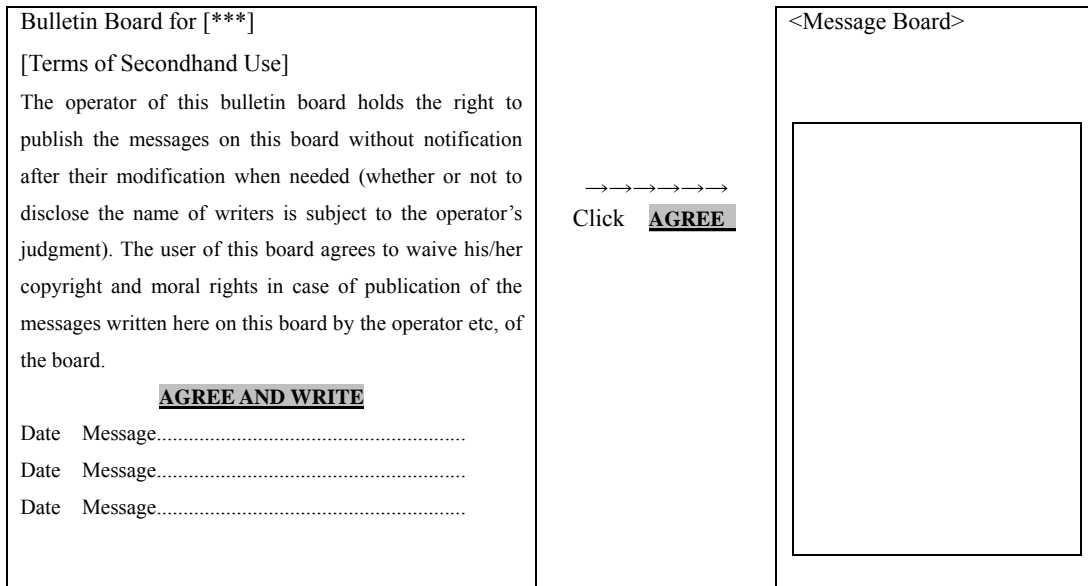 Bulletin Board for [***]
[Terms of Secondhand Use]
The operator of this bulletin board holds the right to
publish the messages on this board without notification
after their modification when needed (whether or not to
disclose the name of writers is subject to the operator's
judgment). The user of this board agrees to waive his/her
copyright and moral rights in case of publication of the
messages written here on this board by the operator etc, of
the board.
AGREE AND WRITE
Date Message.........................................................
Date Message.........................................................
Date Message.........................................................
→→→→→→
Click AGREE
<Message Board>